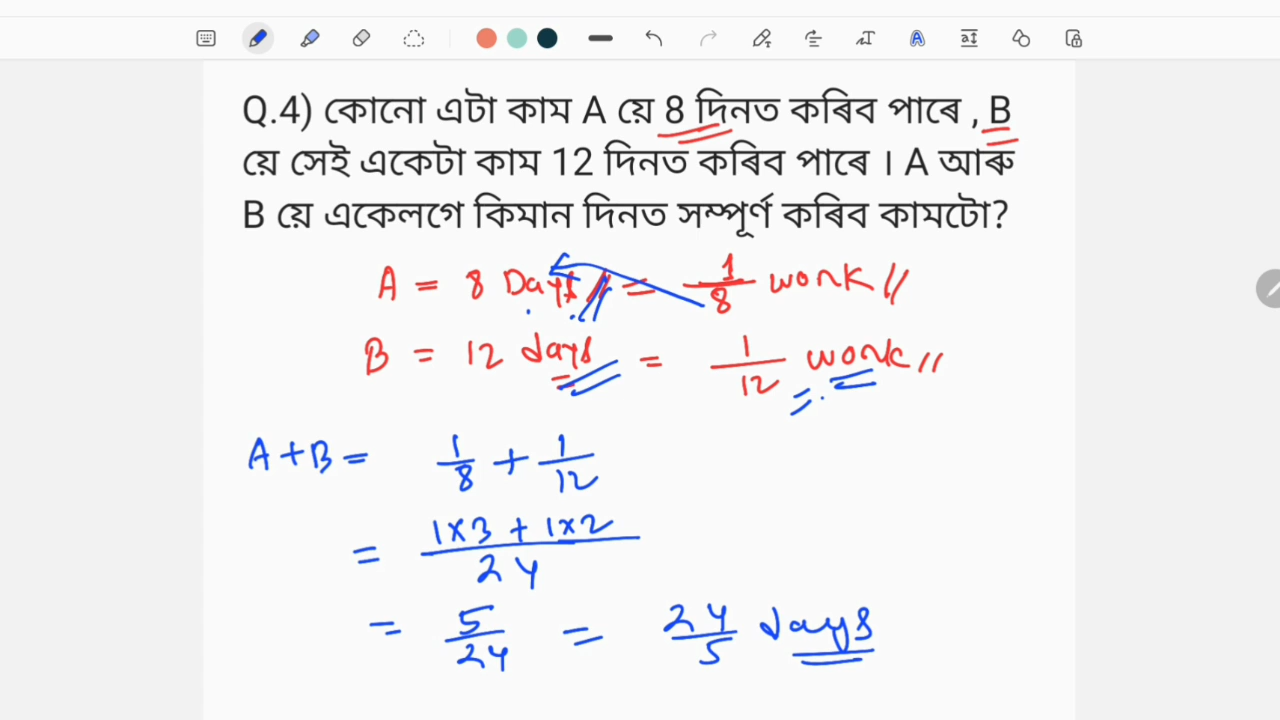 Q.4) কোনো এটা কাম A য়ে 8 দিনত কৰিব পাৰে , B
য়ে সেই একেটা কাম 12 দিনত কৰিব পাৰে । A আৰু
B য়ে একেলগে কিমান দিনত সম্পূৰ্ণ কৰিব কামটো?
A = 8 Days // = 1/8 work //
B = 12 days = 1/12 work //
A + B = 1/8 + 1/12
= 1×3 + 1×2 / 24
= 5/24 = 24/5 days